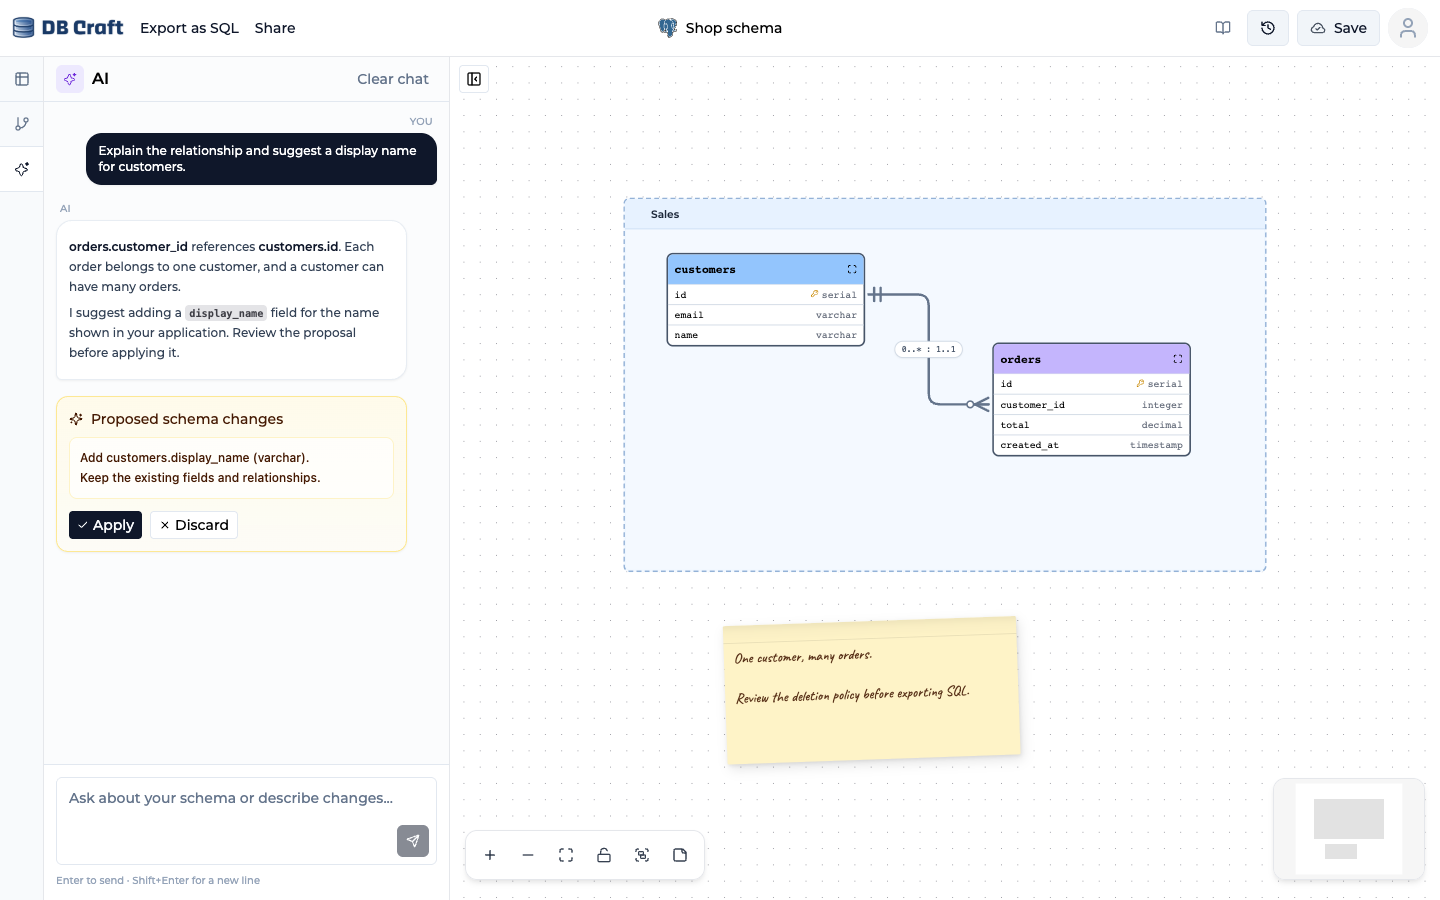 DB Craft
Export as SQL
Share
Shop schema
Save
AI
Clear chat
YOU
Explain the relationship and suggest a display name
for customers.
AI
orders.customer_id references customers.id. Each
order belongs to one customer, and a customer can
have many orders.
I suggest adding a display_name field for the name
shown in your application. Review the proposal
before applying it.
Proposed schema changes
Add customers.display_name (varchar).
Keep the existing fields and relationships.
Apply
Discard
Ask about your schema or describe changes...
Enter to send · Shift+Enter for a new line
Sales
customers
id serial
email varchar
name varchar
0..* : 1..1
orders
id serial
customer_id integer
total decimal
created_at timestamp
One customer, many orders.
Review the deletion policy before exporting SQL.